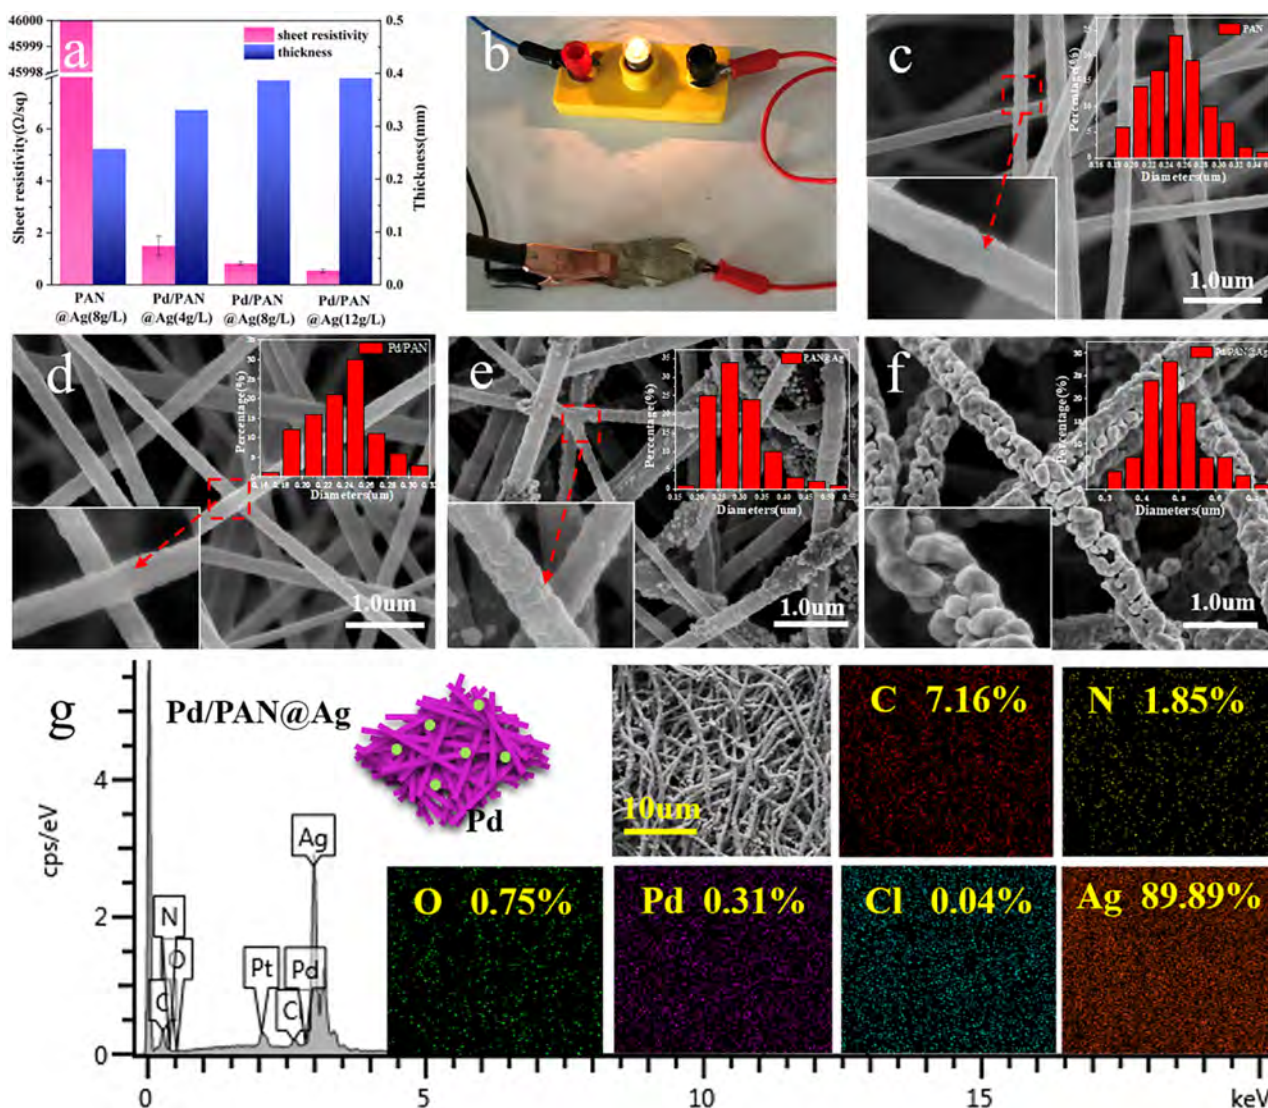 a
46000
45999
45998
6
4
2
0
Sheet resistivity(Ω/sq)
sheet resistivity
thickness
0.5
0.4
0.3
0.2
0.1
0.0
Thickness(mm)
PAN
@Ag(8g/L)
Pd/PAN
@Ag(4g/L)
Pd/PAN
@Ag(8g/L)
Pd/PAN
@Ag(12g/L)
b
c
PAN
Percentage(%)
Diameters(um)
1.0um
d
Pd/PAN
Percentage(%)
Diameters(um)
1.0um
e
PAN@Ag
Percentage(%)
Diameters(um)
1.0um
f
Pd/PAN@Ag
Percentage(%)
Diameters(um)
1.0um
g
Pd/PAN@Ag
Pd
10um
C 7.16%
N 1.85%
O 0.75%
Pd 0.31%
Cl 0.04%
Ag 89.89%
cps/eV
4
2
0
N
O
C
Pt
C
Pd
Ag
0 5 10 15 keV